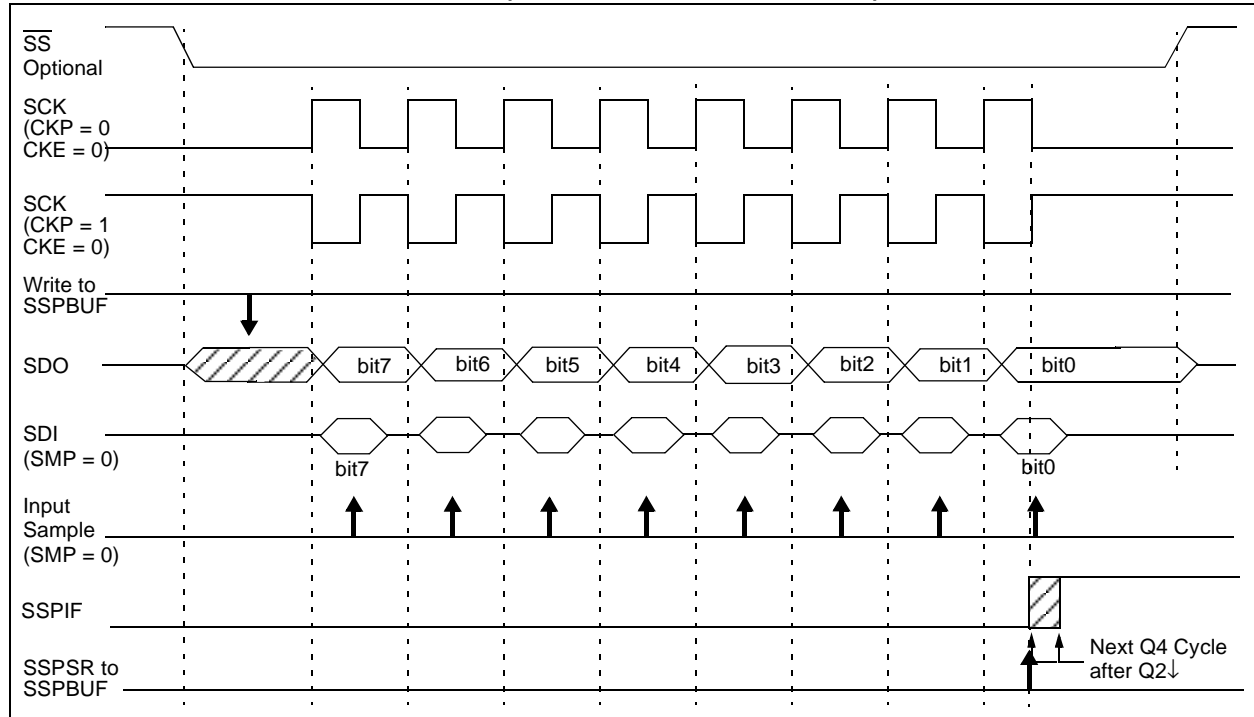 SS
Optional
SCK
(CKP = 0
CKE = 0)
SCK
(CKP = 1
CKE = 0)
Write to
SSPBUF
SDO
bit7
bit6
bit5
bit4
bit3
bit2
bit1
bit0
SDI
(SMP = 0)
bit7
bit0
Input
Sample
(SMP = 0)
SSPIF
Next Q4 Cycle
after Q2↓
SSPSR to
SSPBUF